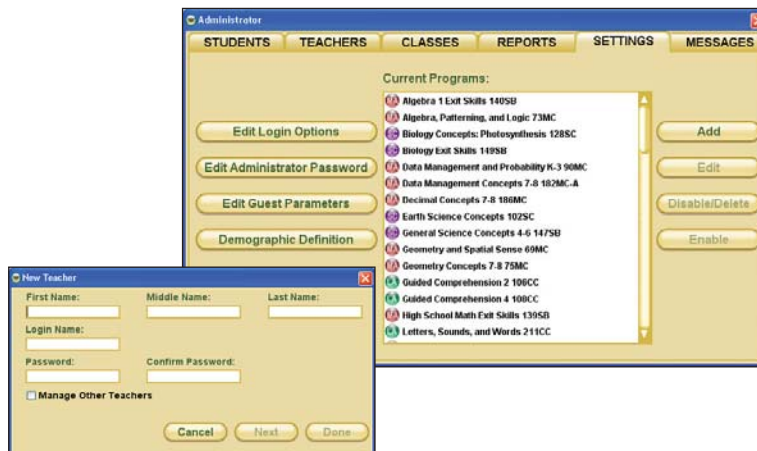 Administrator
STUDENTS TEACHERS CLASSES REPORTS SETTINGS MESSAGES
Current Programs:
Algebra 1 Exit Skills 140SB
Algebra, Patterning, and Logic 73MC
Biology Concepts: Photosynthesis 128SC
Biology Exit Skills 149SB
Data Management and Probability K-3 90MC
Data Management Concepts 7-8 182MC-A
Decimal Concepts 7-8 186MC
Earth Science Concepts 102SC
General Science Concepts 4-6 147SB
Geometry and Spatial Sense 69MC
Geometry Concepts 7-8 75MC
Guided Comprehension 2 106CC
Guided Comprehension 4 108CC
High School Math Exit Skills 139SB
Letters, Sounds, and Words 211CC
Edit Login Options
Edit Administrator Password
Edit Guest Parameters
Demographic Definition
Add
Edit
Disable/Delete
Enable
New Teacher
First Name: Middle Name: Last Name:
Login Name:
Password: Confirm Password:
Manage Other Teachers
Cancel Next Done